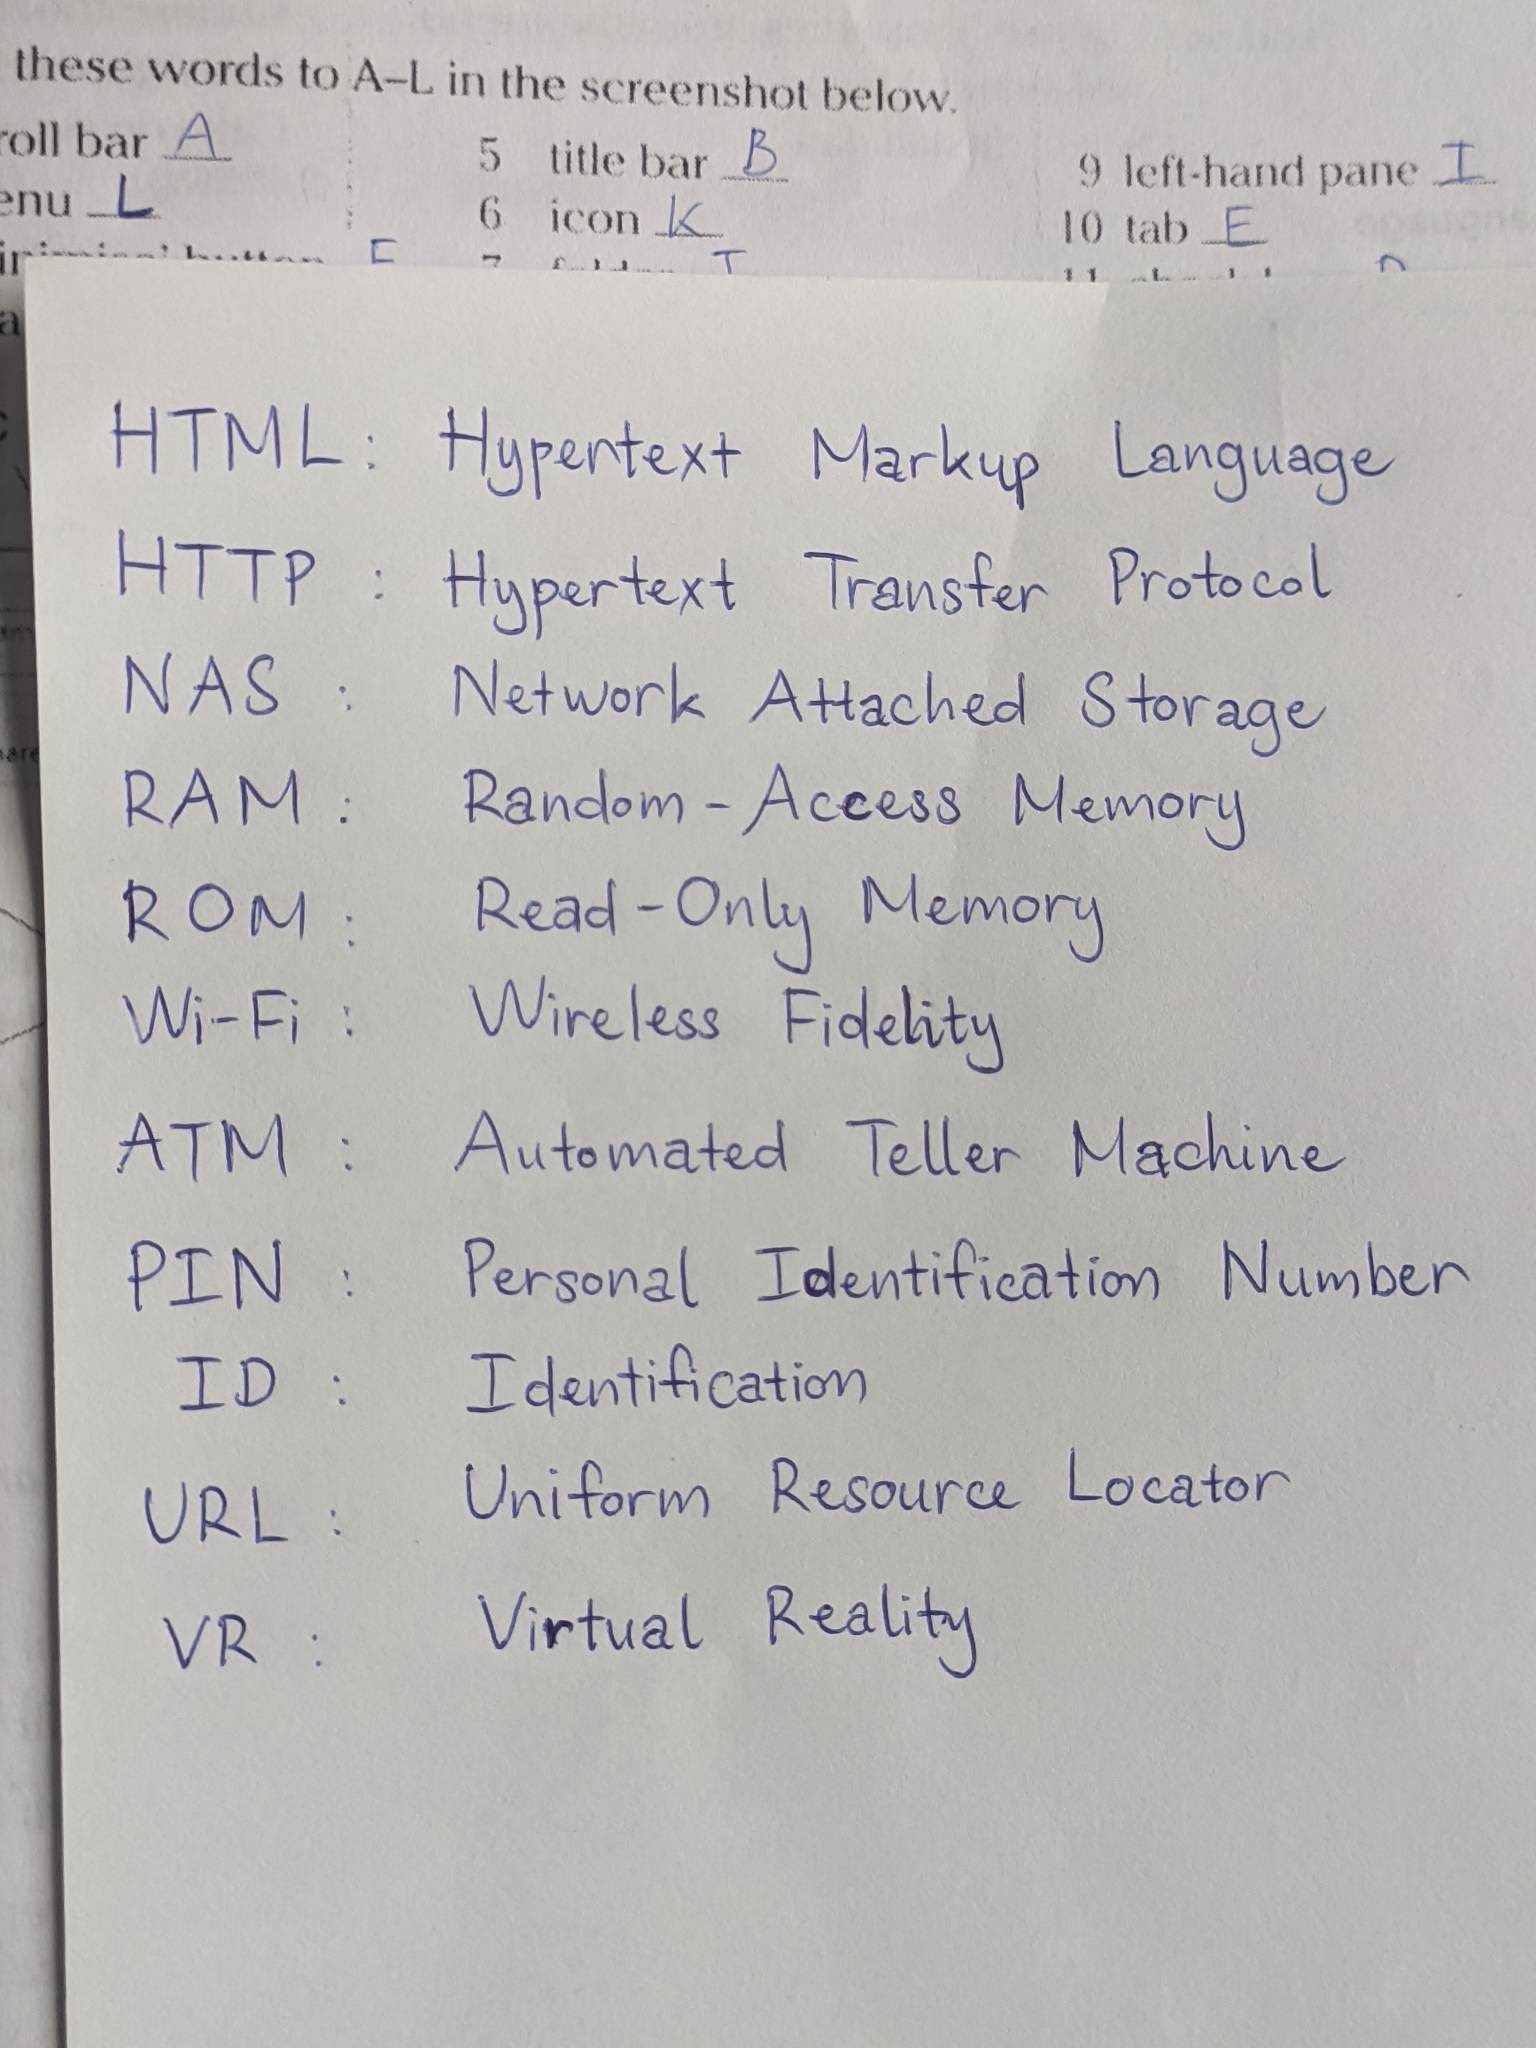 these words to A–L in the screenshot below.
roll bar A
5 title bar B
9 left-hand pane I
enu L
6 icon K
10 tab E
HTML: Hypertext Markup Language
HTTP : Hypertext Transfer Protocol
NAS : Network Attached Storage
RAM : Random-Access Memory
ROM : Read-Only Memory
Wi-Fi : Wireless Fidelity
ATM : Automated Teller Machine
PIN : Personal Identification Number
ID : Identification
URL : Uniform Resource Locator
VR : Virtual Reality